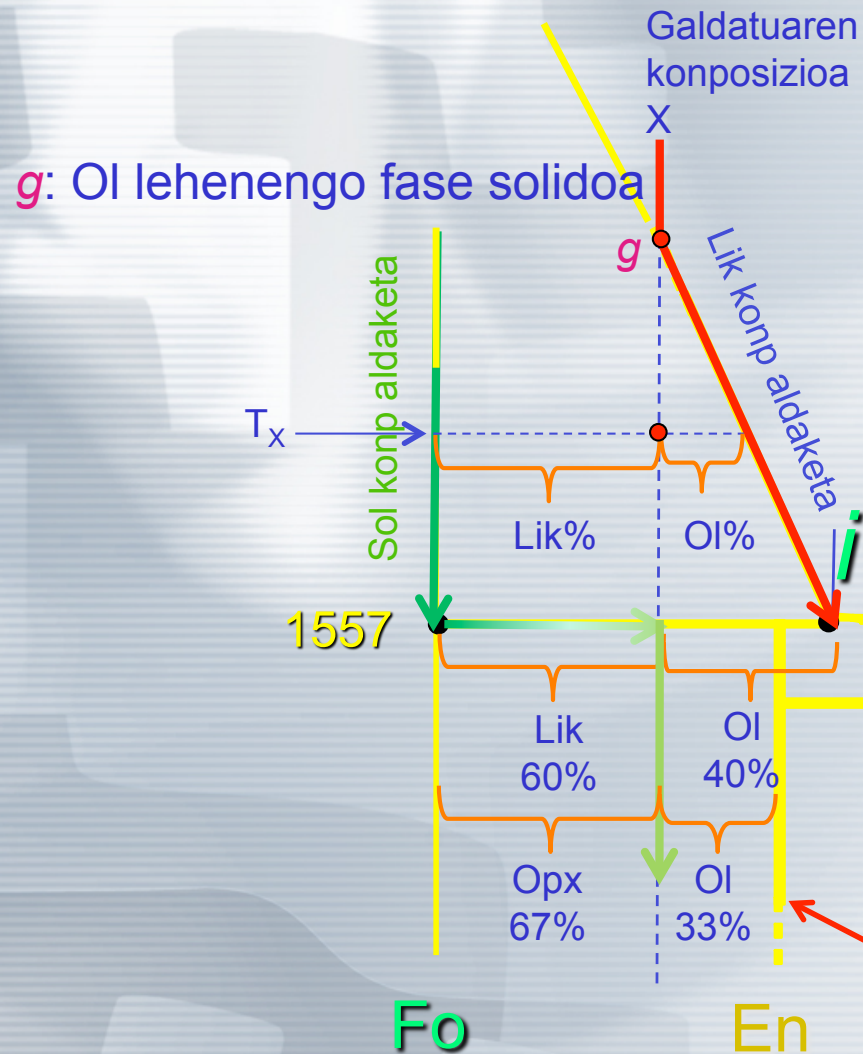 Galdatuaren
konposizioa
X
g: Ol lehenengo fase solidoa
g
Lik konp aldaketa
Sol konp aldaketa
TX
Lik%
Ol%
i
1557
Lik
60%
Ol
40%
Opx
67%
Ol
33%
Fo
En